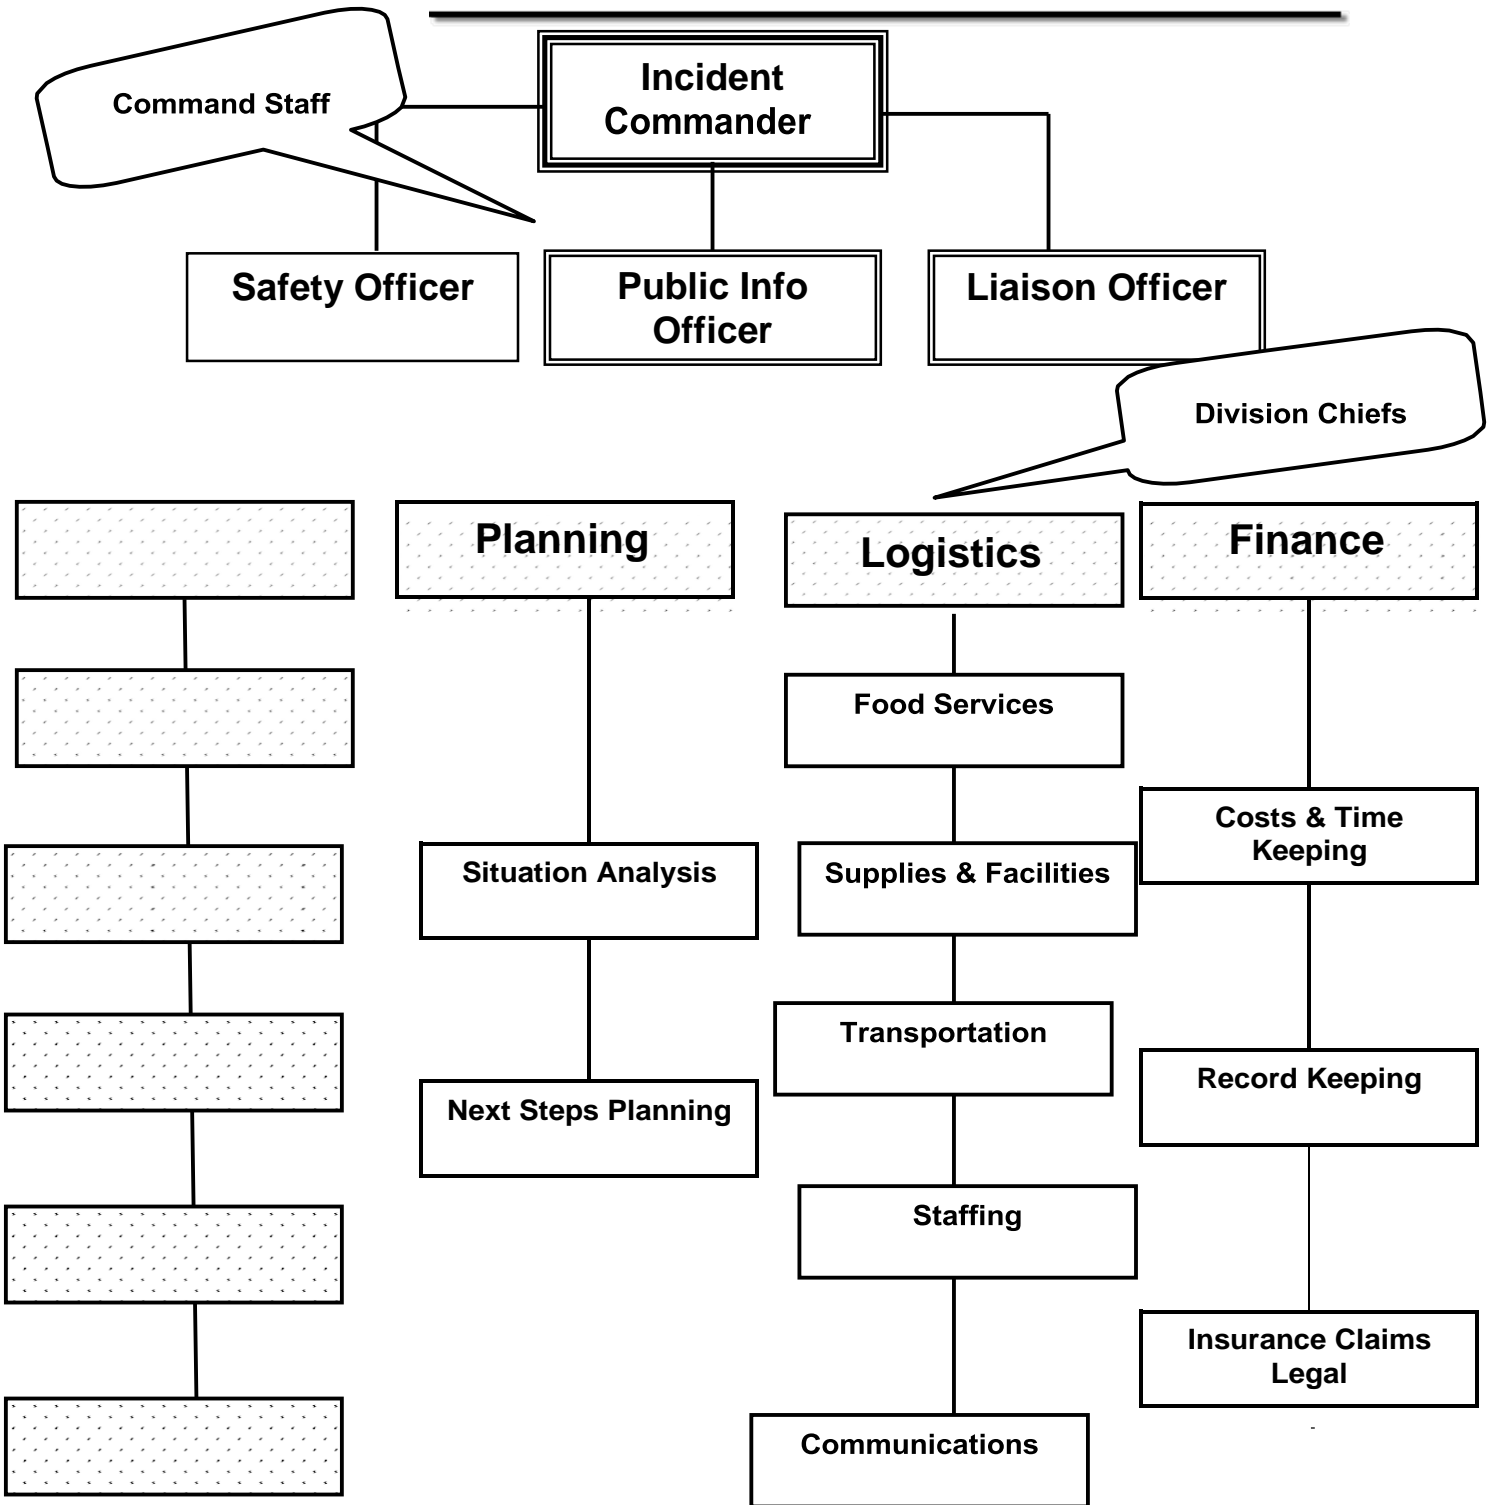 Incident
Commander
Command Staff
Safety Officer
Public Info
Officer
Liaison Officer
Division Chiefs
Planning
Situation Analysis
Next Steps Planning
Logistics
Food Services
Supplies & Facilities
Transportation
Staffing
Communications
Finance
Costs & Time
Keeping
Record Keeping
Insurance Claims
Legal